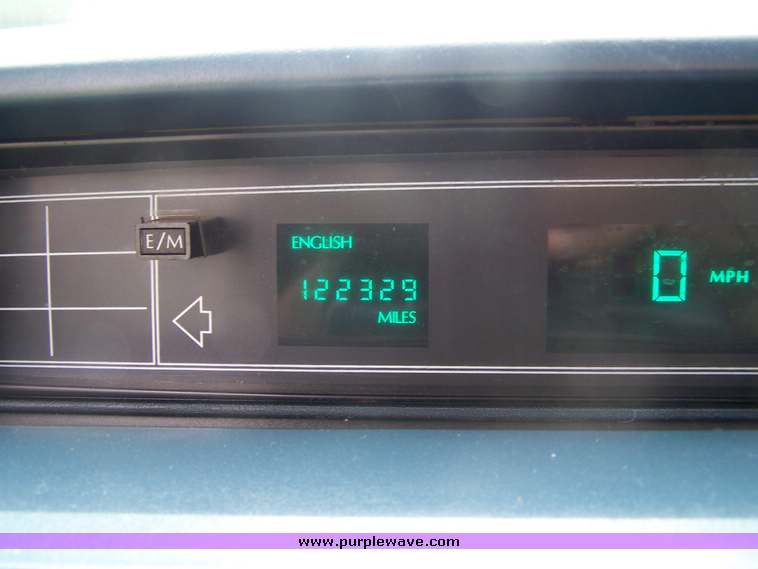 E/M
ENGLISH
122329
MILES
0 MPH
www.purplewave.com